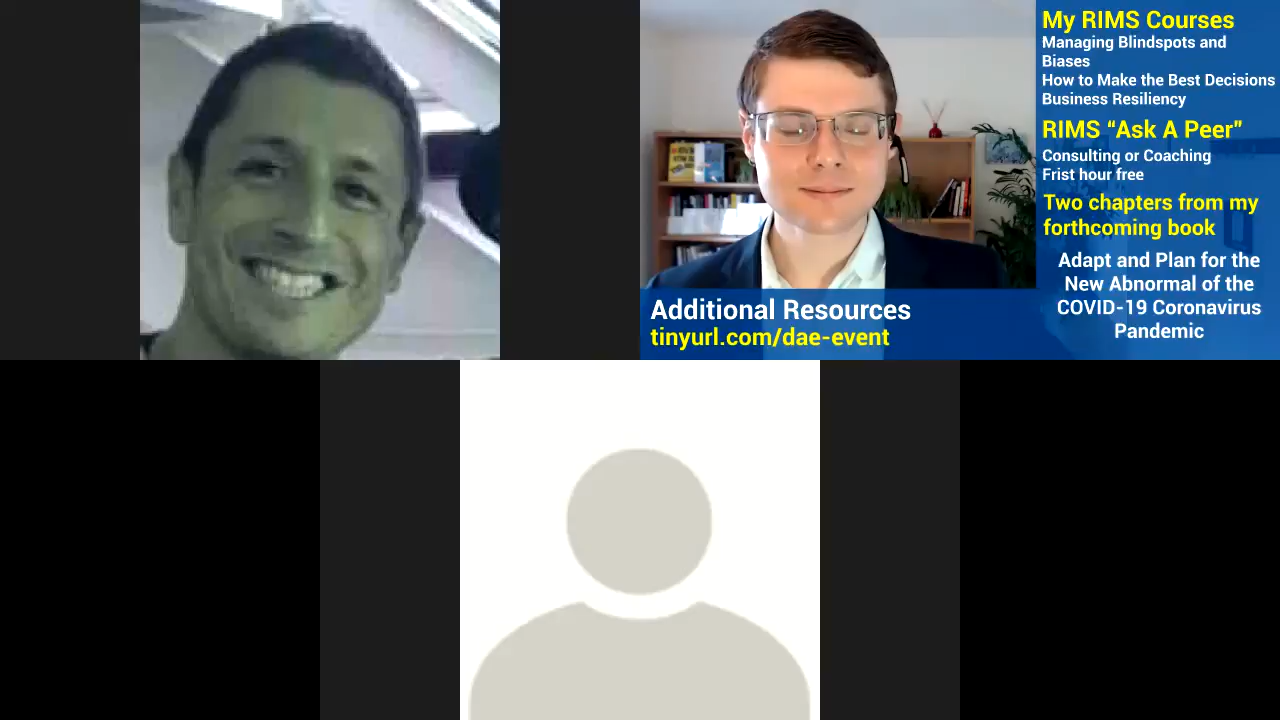 My RIMS Courses
Managing Blindspots and
Biases
How to Make the Best Decisions
Business Resiliency
RIMS “Ask A Peer”
Consulting or Coaching
Frist hour free
Two chapters from my
forthcoming book
Adapt and Plan for the
New Abnormal of the
COVID-19 Coronavirus
Pandemic
Additional Resources
tinyurl.com/dae-event